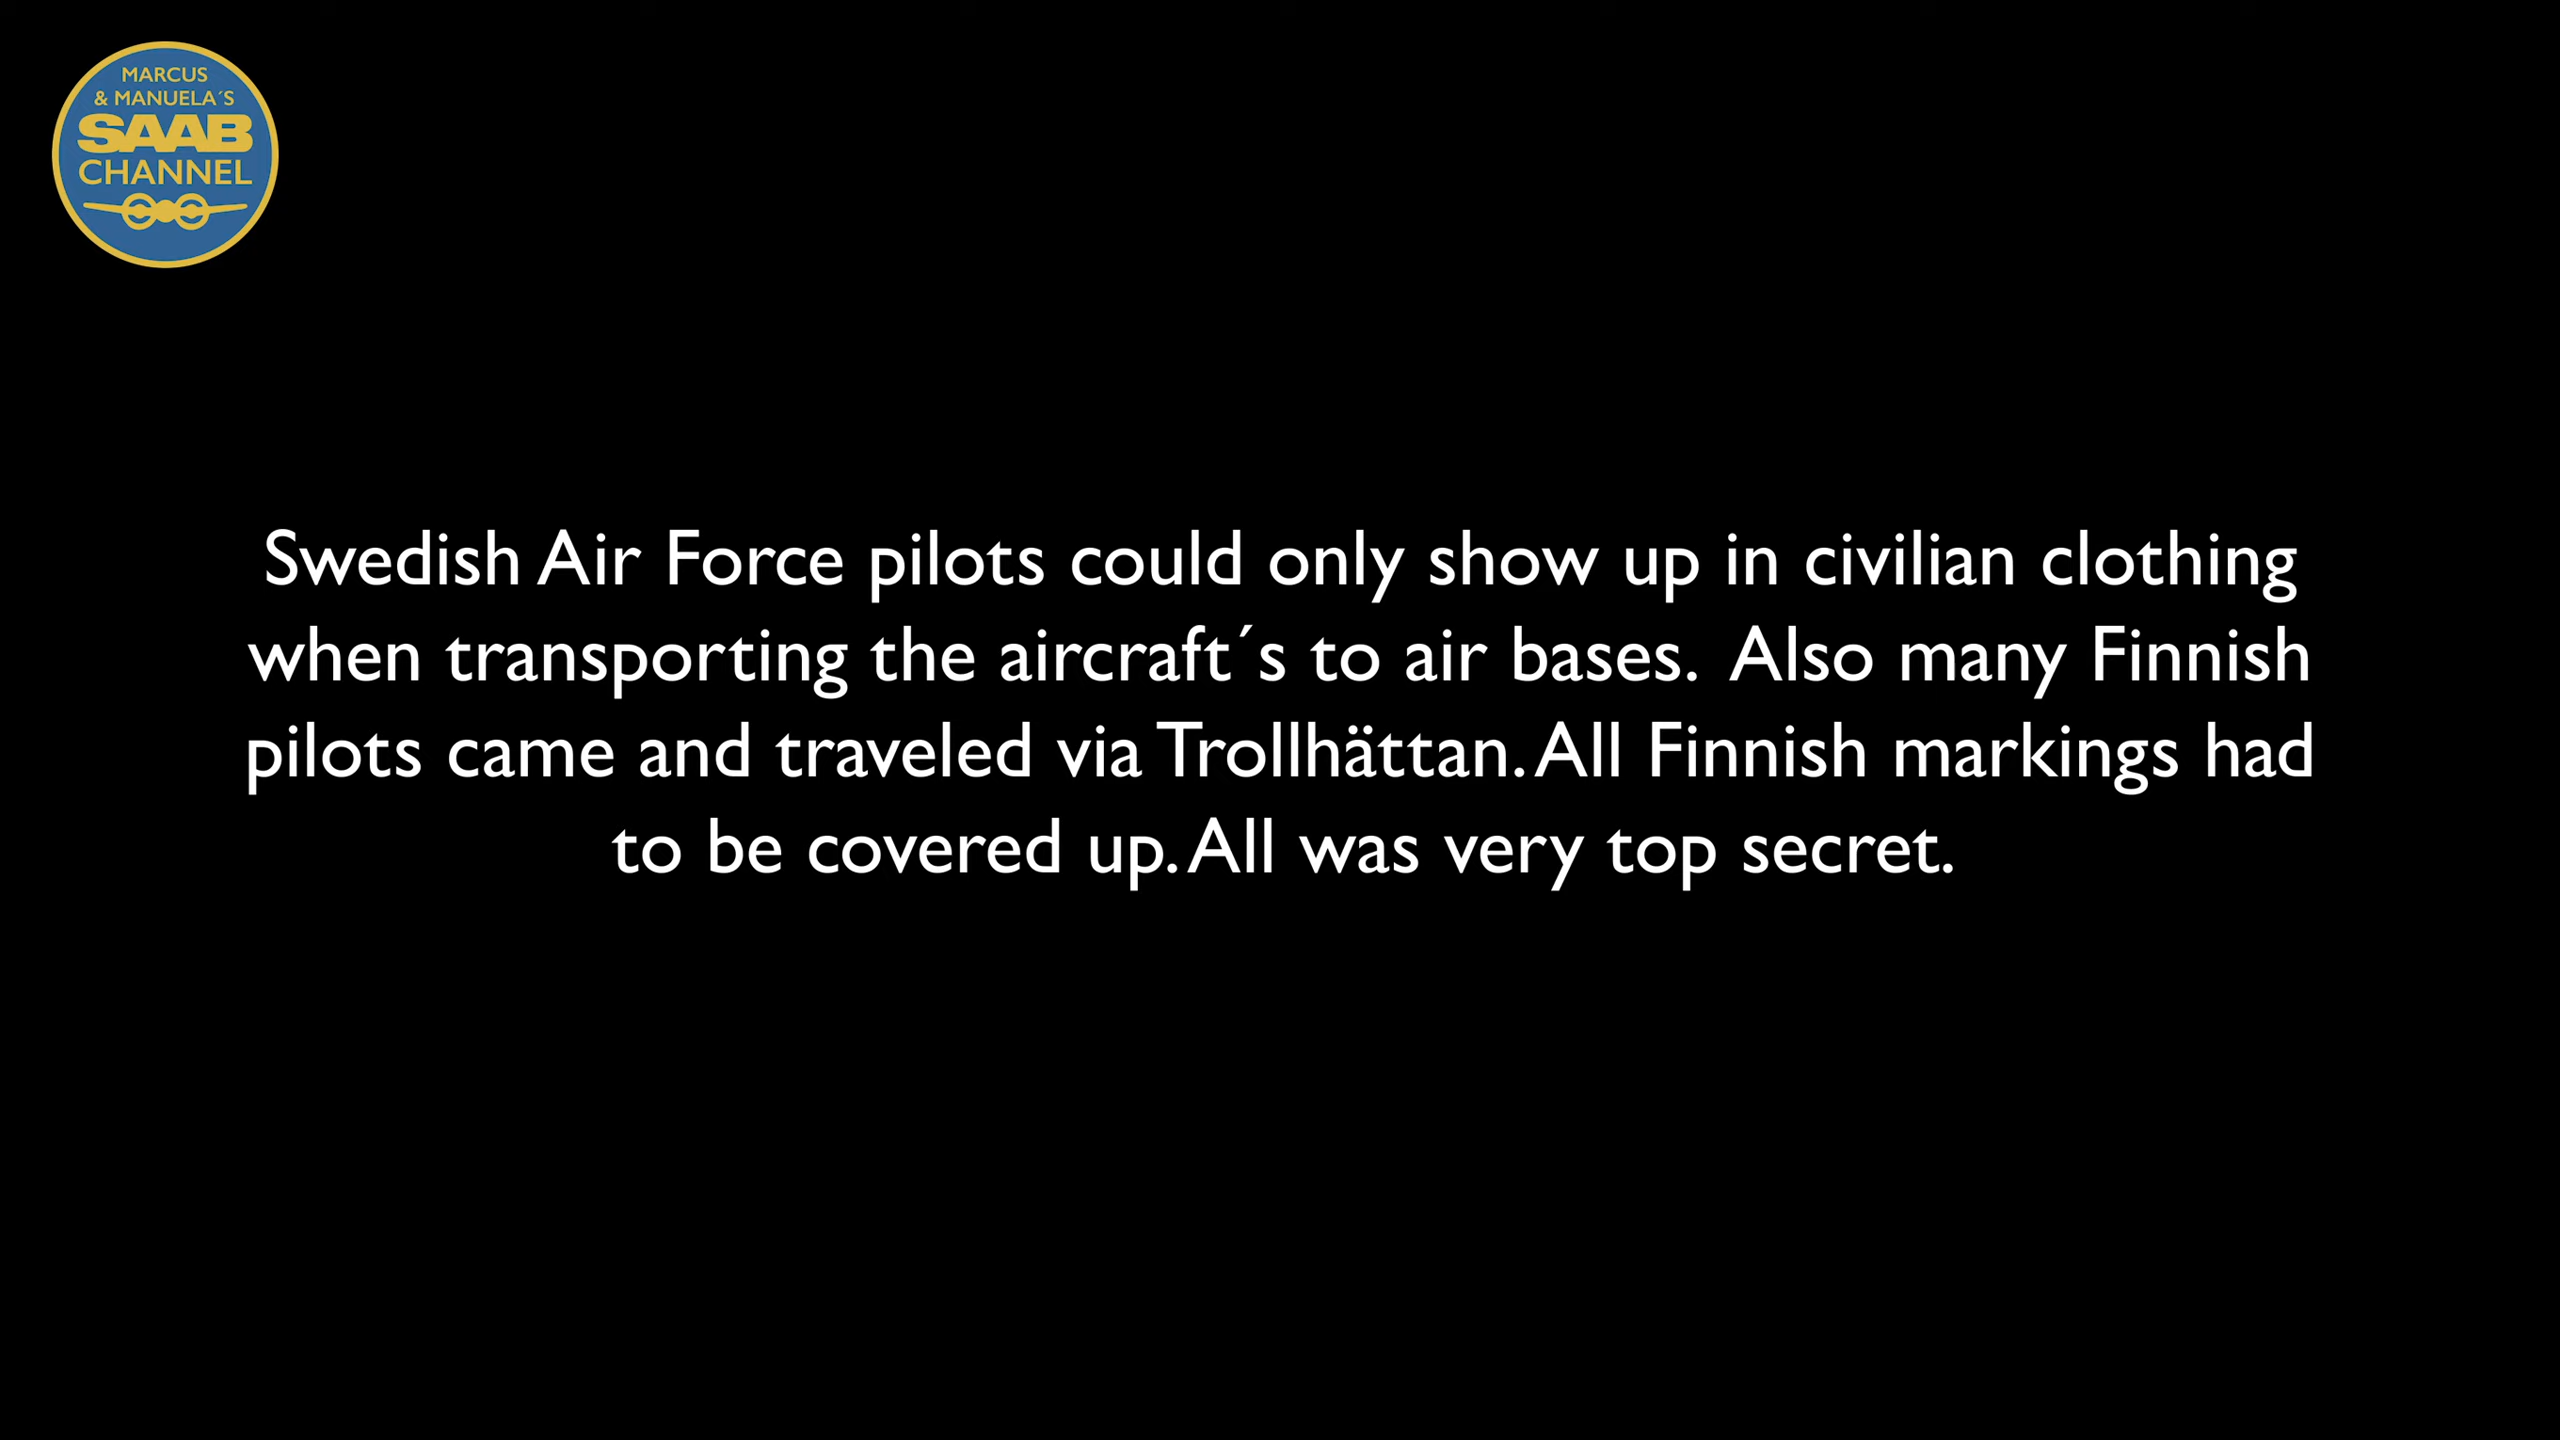 MARCUS
& MANUELA´S
SAAB
CHANNEL
Swedish Air Force pilots could only show up in civilian clothing
when transporting the aircraft´s to air bases. Also many Finnish
pilots came and traveled via Trollhättan. All Finnish markings had
to be covered up. All was very top secret.